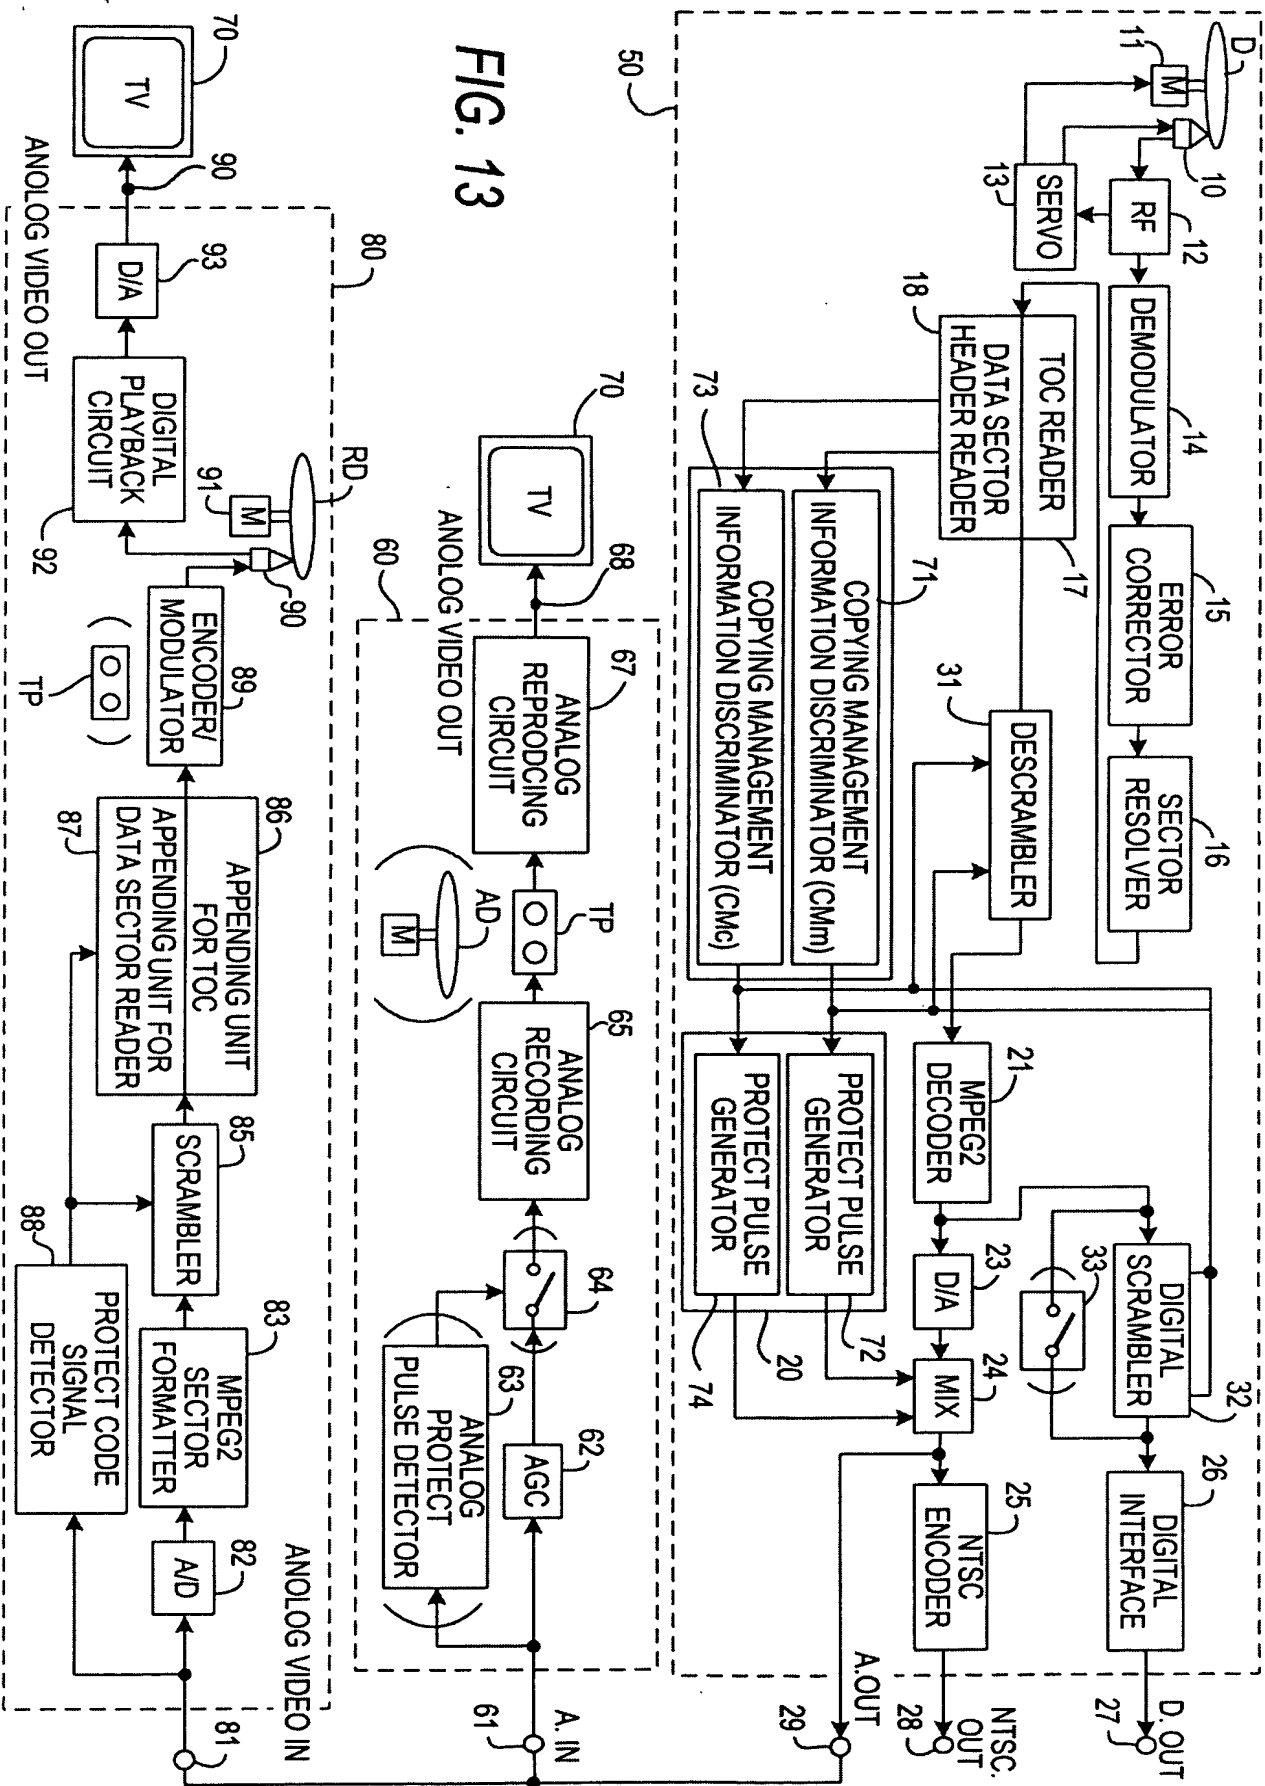 FIG. 13
50
D
11
M
10
RF
12
SERVO
13
DEMODULATOR
14
ERROR
CORRECTOR
15
SECTOR
RESOLVER
16
TOC READER
17
DATA SECTOR
HEADER READER
18
DESCRAMBLER
31
COPYING MANAGEMENT
INFORMATION DISCRIMINATOR (CMm)
71
COPYING MANAGEMENT
INFORMATION DISCRIMINATOR (CMc)
73
MPEG2
DECODER
21
PROTECT PULSE
GENERATOR
72
PROTECT PULSE
GENERATOR
74
20
D/A
23
MIX
24
DIGITAL
SCRAMBLER
32
33
DIGITAL
INTERFACE
26
NTSC
ENCODER
25
D. OUT
27
NTSC.
OUT
28
A.OUT
29
70
TV
68
ANOLOG VIDEO OUT
60
ANALOG
REPRODCING
CIRCUIT
67
TP
AD
M
ANALOG
RECORDING
CIRCUIT
65
64
ANALOG
PROTECT
PULSE DETECTOR
63
AGC
62
A. IN
61
70
TV
90
ANOLOG VIDEO OUT
80
D/A
93
DIGITAL
PLAYBACK
CIRCUIT
92
RD
91
M
90
ENCODER/
MODULATOR
89
TP
86
APPENDING UNIT
FOR TOC
APPENDING UNIT FOR
DATA SECTOR READER
87
SCRAMBLER
85
MPEG2
SECTOR
FORMATTER
83
PROTECT CODE
SIGNAL
DETECTOR
88
A/D
82
ANOLOG VIDEO IN
81